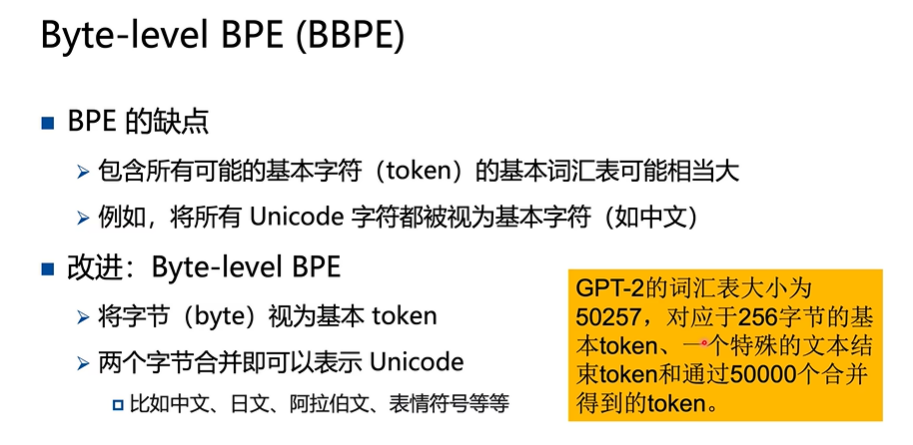 Byte-level BPE (BBPE)
BPE 的缺点
包含所有可能的基本字符（token）的基本词汇表可能相当大
例如，将所有 Unicode 字符都被视为基本字符（如中文）
改进：Byte-level BPE
将字节（byte）视为基本 token
两个字节合并即可以表示 Unicode
比如中文、日文、阿拉伯文、表情符号等等
GPT-2的词汇表大小为
50257，对应于256字节的基
本token、一个特殊的文本结
束token和通过50000个合并
得到的token。